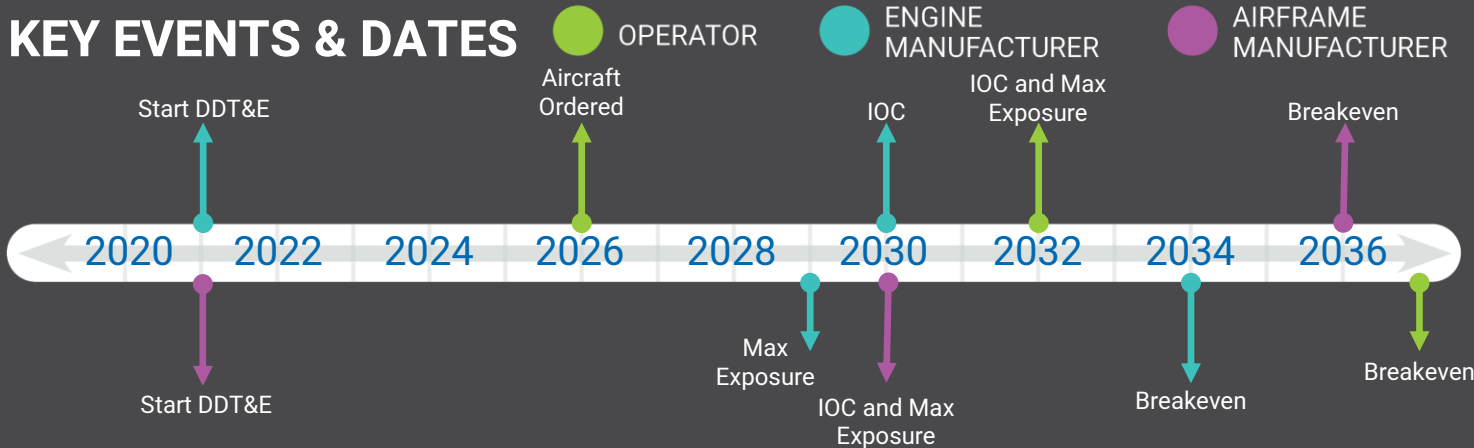 KEY EVENTS & DATES
OPERATOR
ENGINE
MANUFACTURER
AIRFRAME
MANUFACTURER
Start DDT&E
Aircraft
Ordered
IOC
IOC and Max
Exposure
Breakeven
2020 2022 2024 2026 2028 2030 2032 2034 2036
Start DDT&E
Max
Exposure
IOC and Max
Exposure
Breakeven
Breakeven